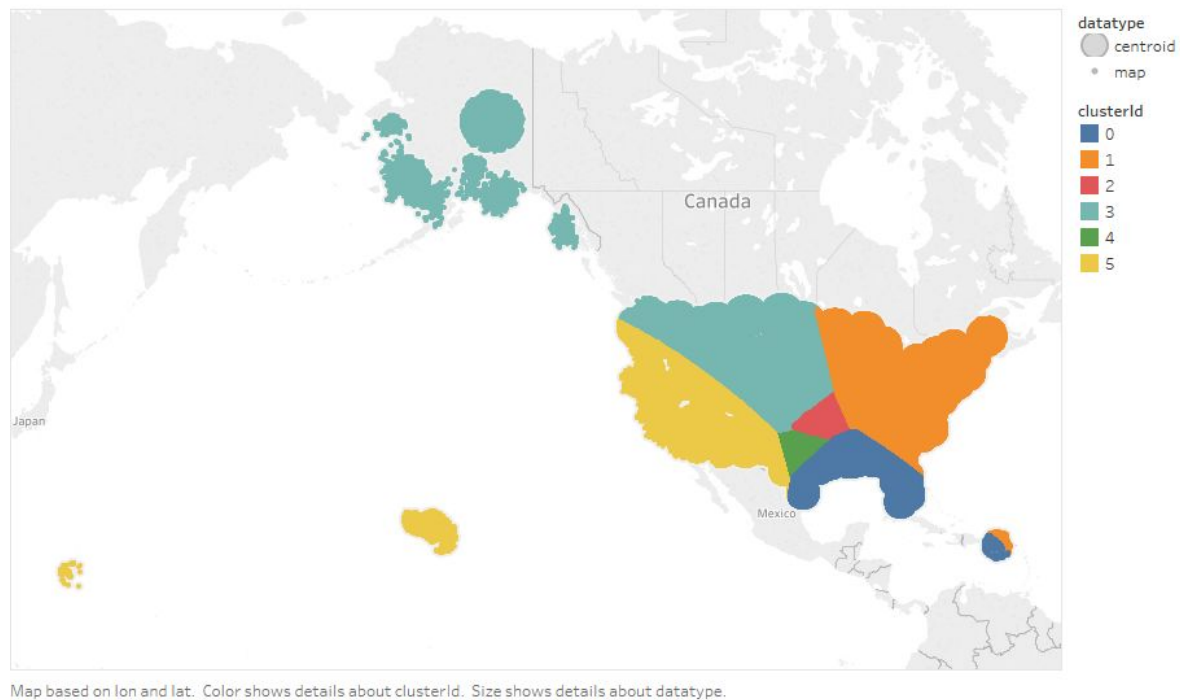 datatype
centroid
map
clusterId
0
1
2
3
4
5
Canada
Japan
Mexico
Map based on lon and lat. Color shows details about clusterId. Size shows details about datatype.